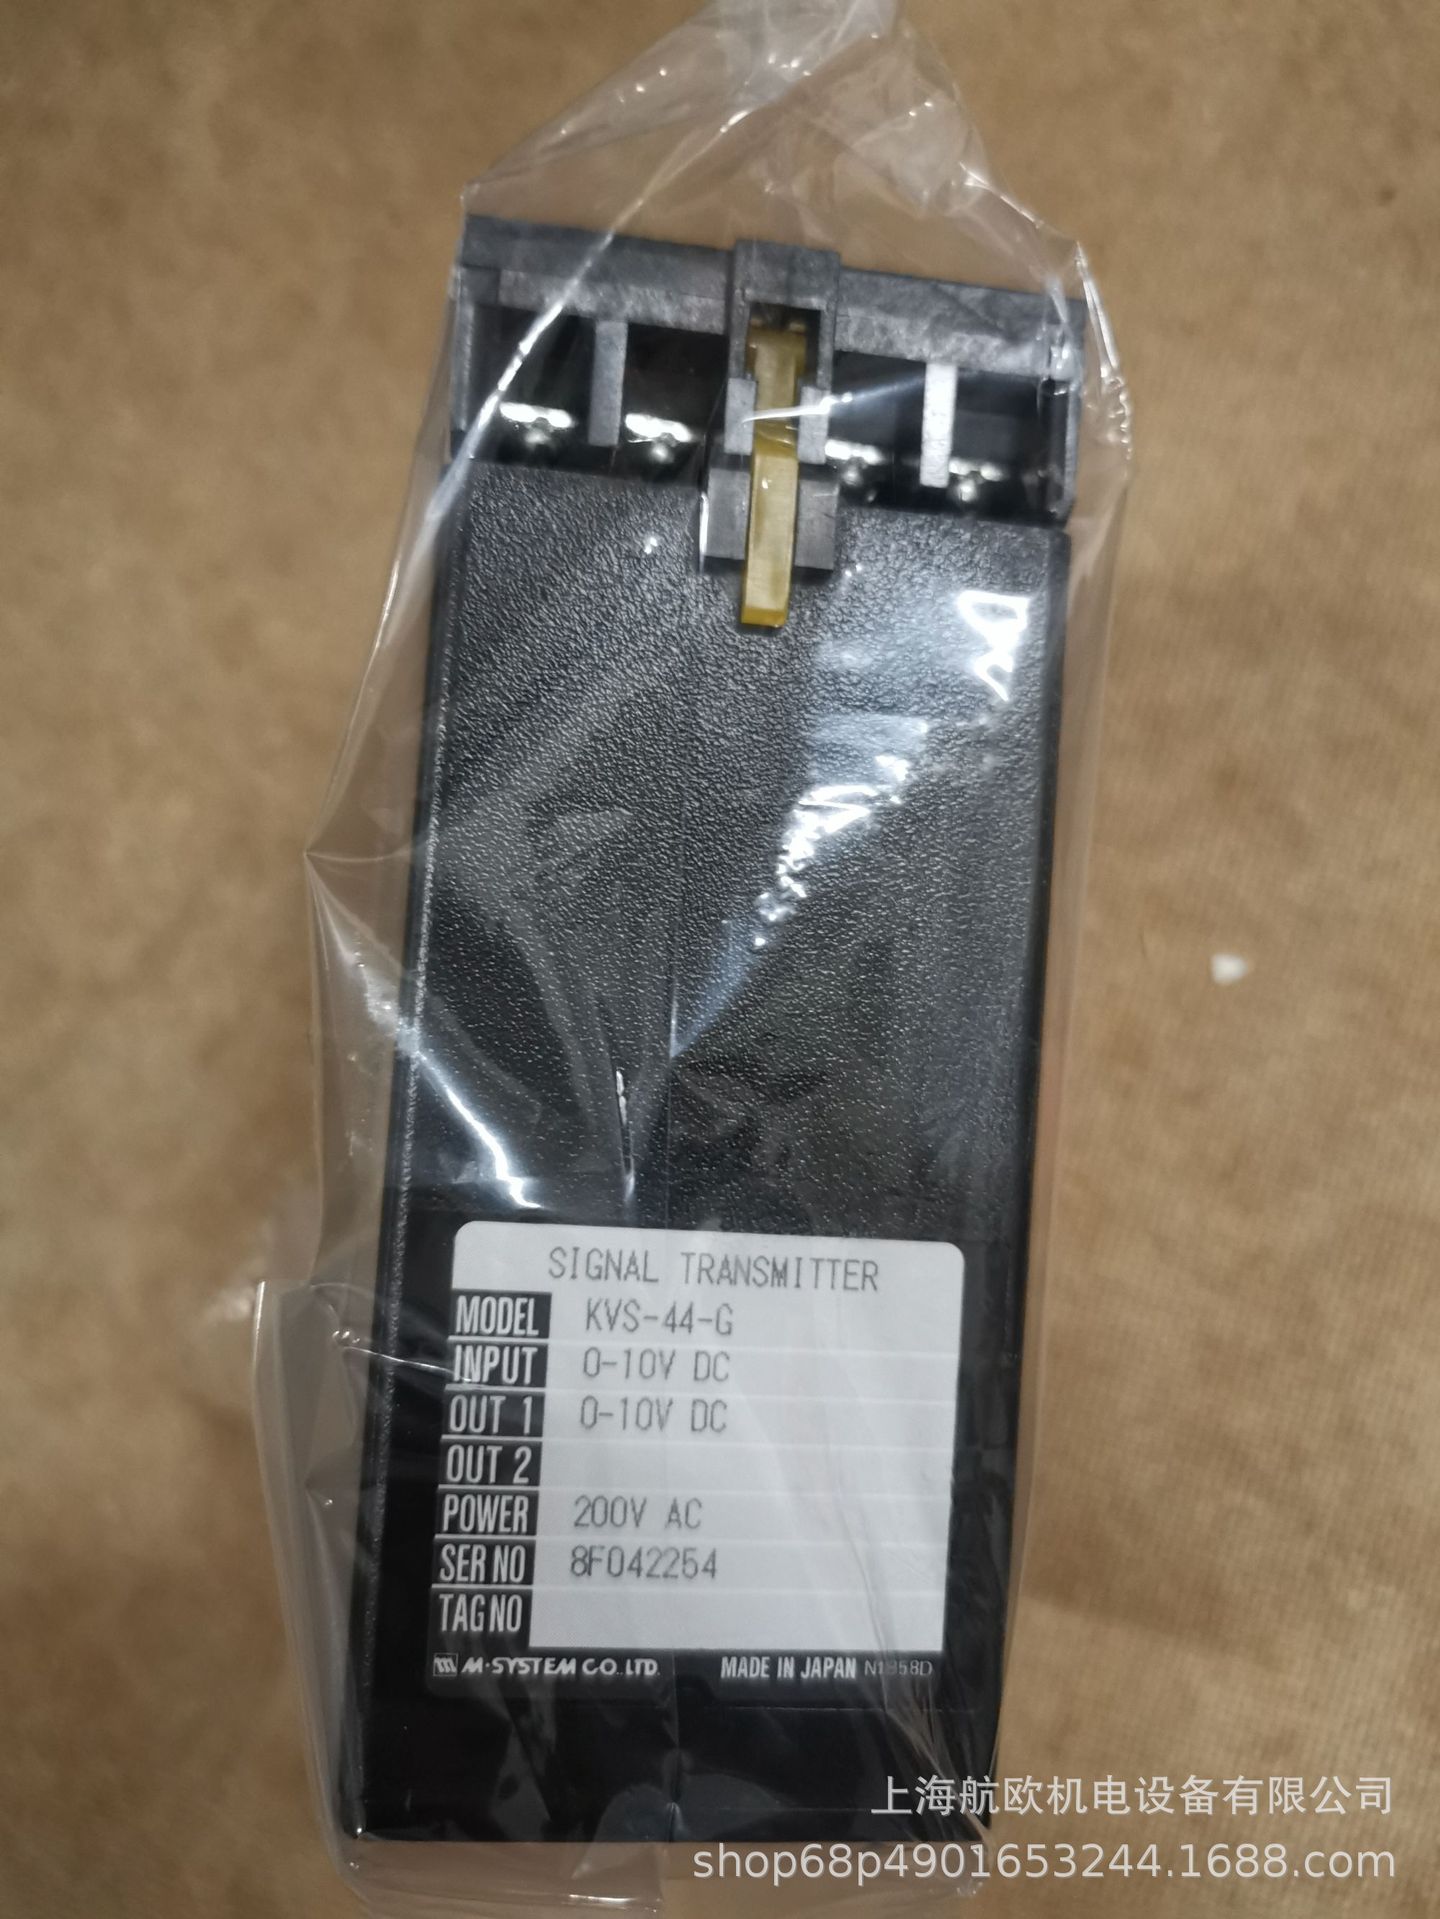 SIGNAL TRANSMITTER
MODEL KVS-44-G
INPUT 0-10V DC
OUT 1 0-10V DC
OUT 2
POWER 200V AC
SER NO 8F042254
TAG NO
M-SYSTEM CO.,LTD. MADE IN JAPAN
上海航欧机电设备有限公司
shop68p4901653244.1688.com